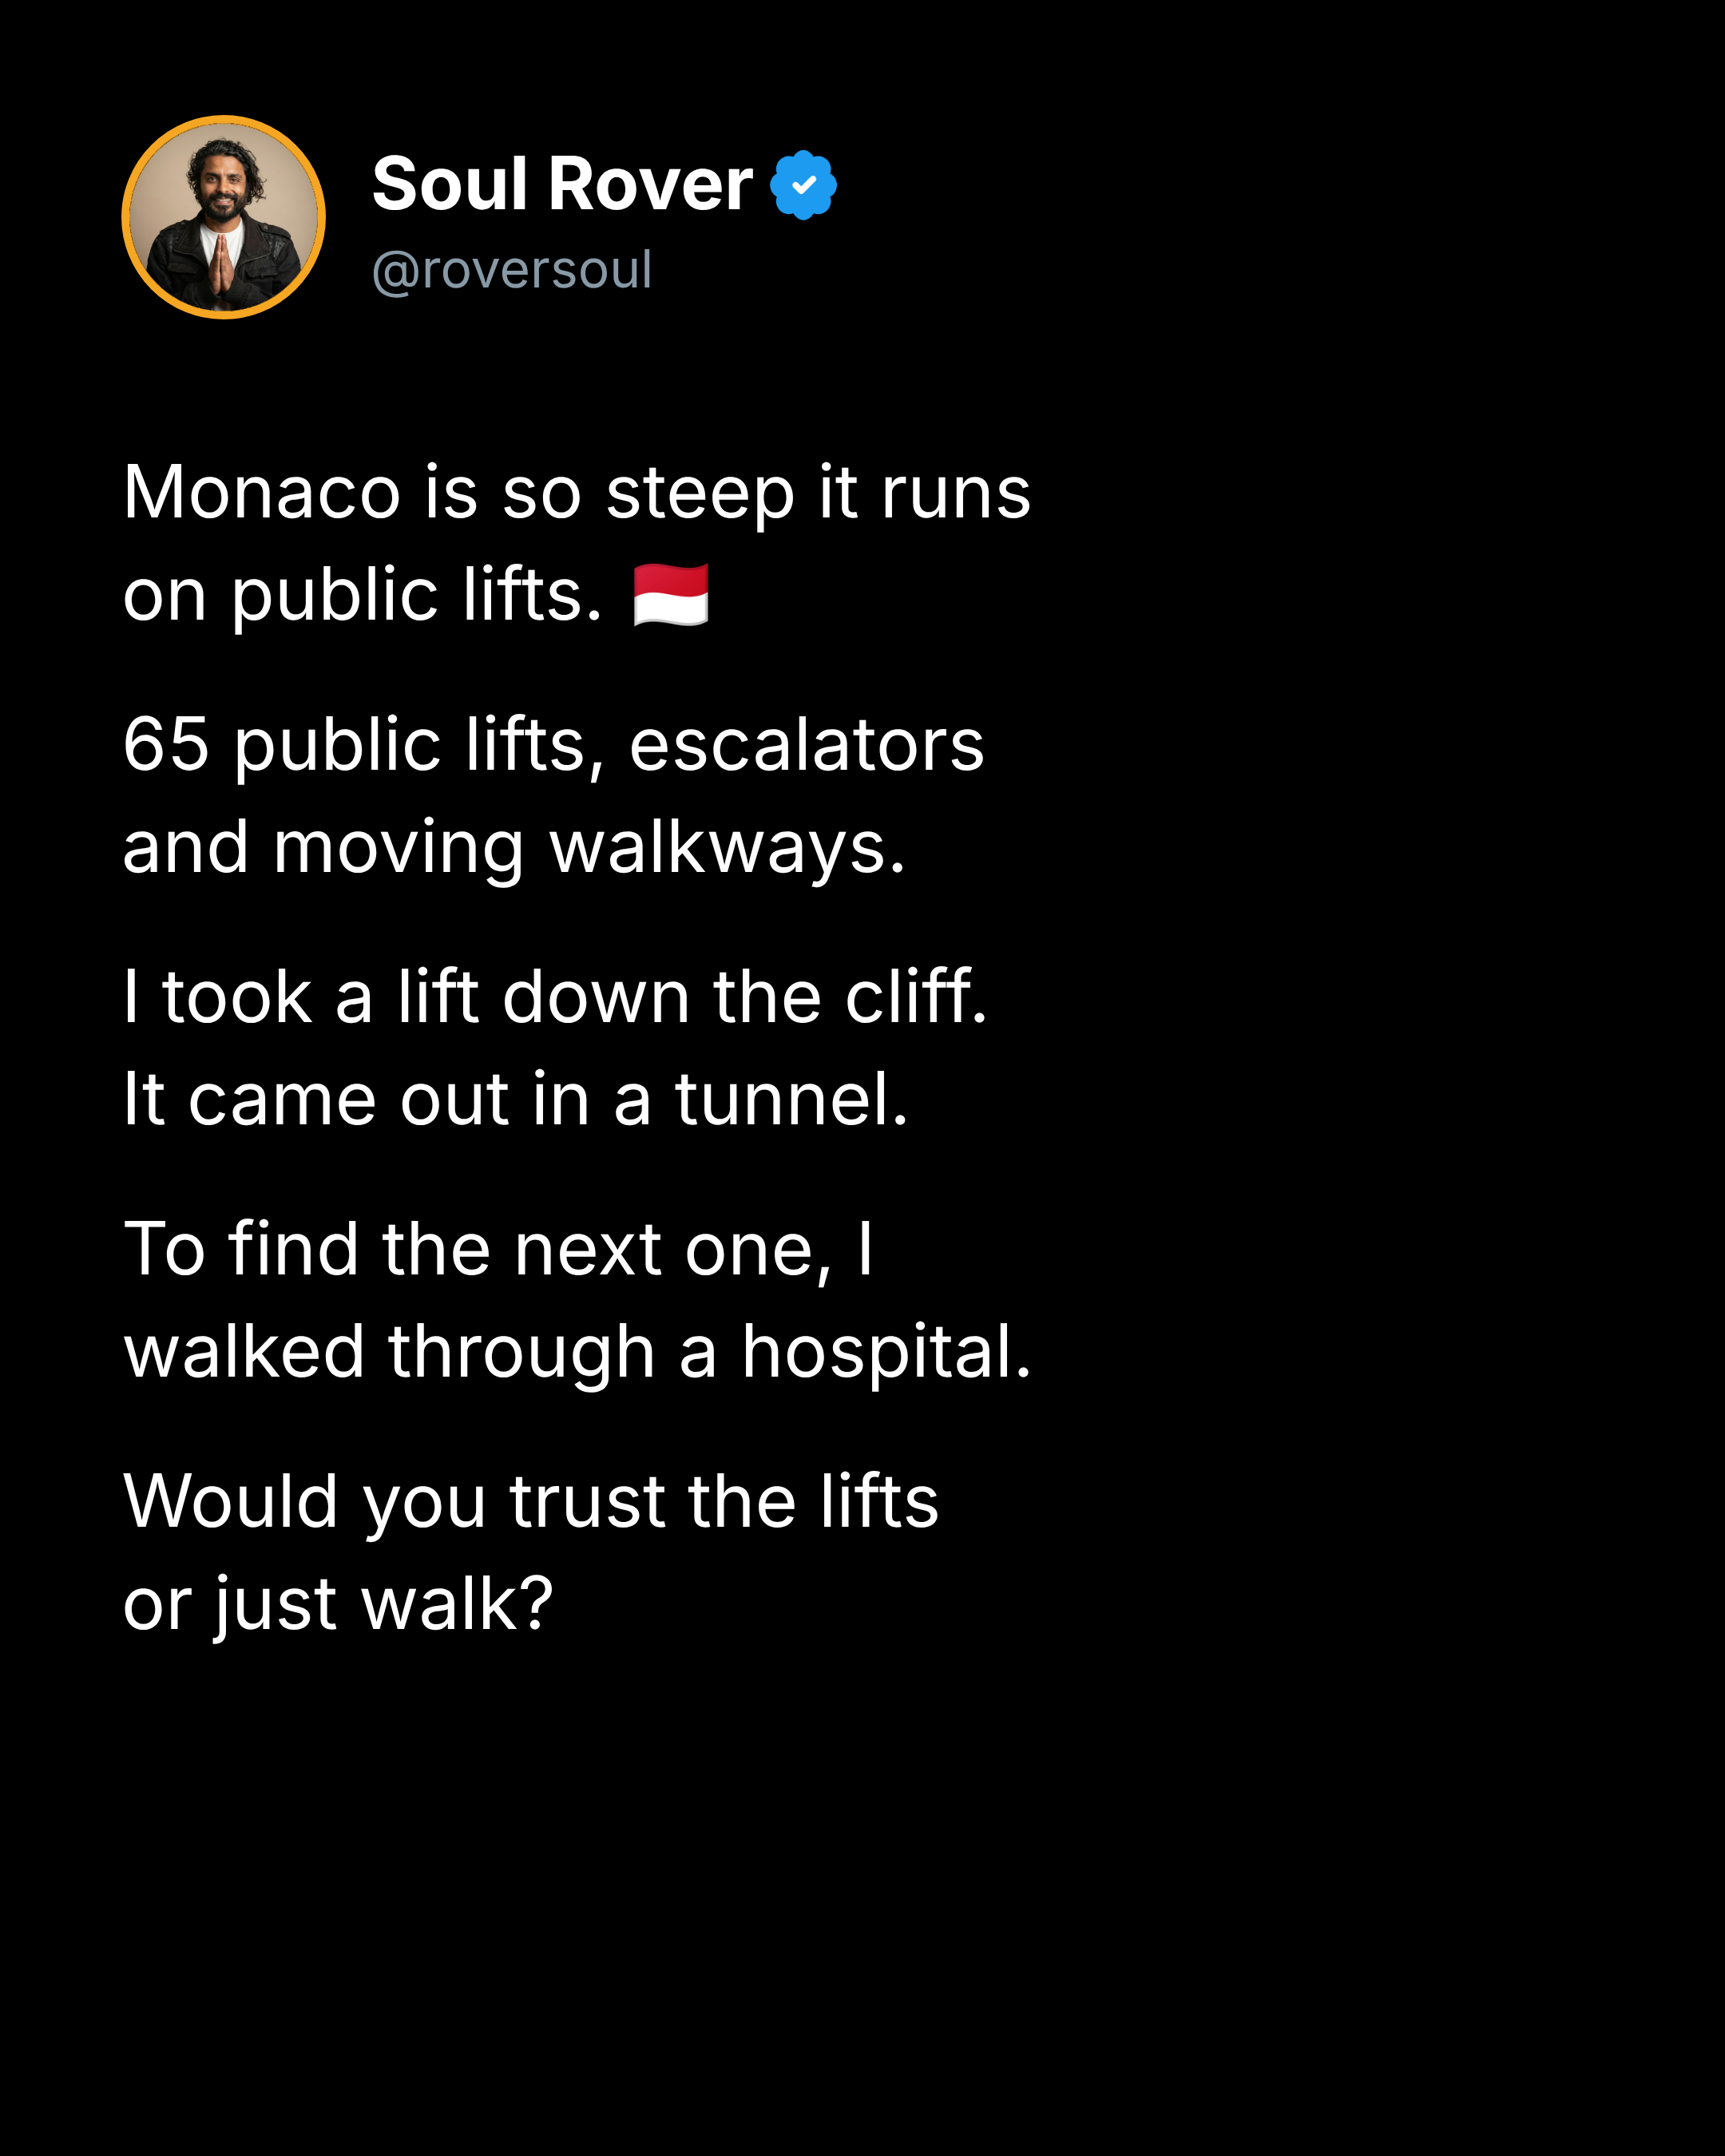 Soul Rover
@roversoul
Monaco is so steep it runs
on public lifts. 🇲🇨
65 public lifts, escalators
and moving walkways.
I took a lift down the cliff.
It came out in a tunnel.
To find the next one, I
walked through a hospital.
Would you trust the lifts
or just walk?